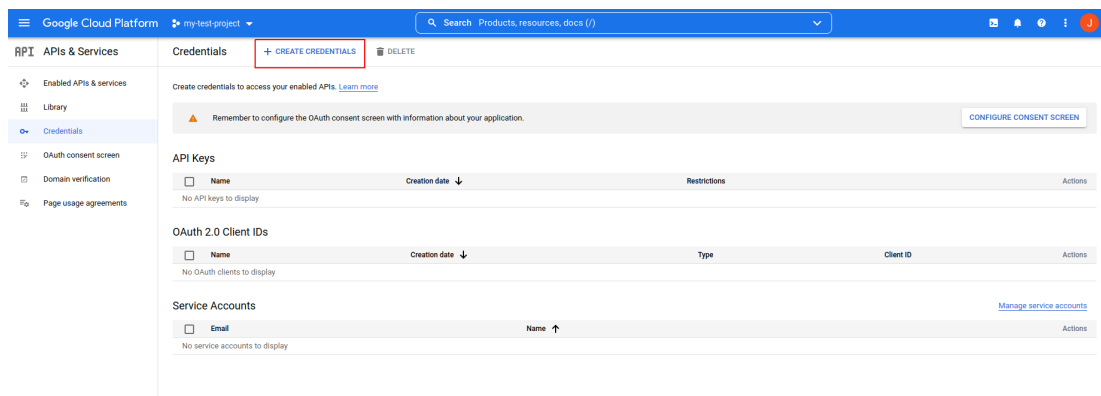 Google Cloud Platform my-test-project Search Products, resources, docs (/) J
API APIs & Services Credentials + CREATE CREDENTIALS DELETE
Enabled APIs & services
Library
Credentials
OAuth consent screen
Domain verification
Page usage agreements
Create credentials to access your enabled APIs. Learn more
Remember to configure the OAuth consent screen with information about your application. CONFIGURE CONSENT SCREEN
API Keys
Name Creation date Restrictions Actions
No API keys to display
OAuth 2.0 Client IDs
Name Creation date Type Client ID Actions
No OAuth clients to display
Service Accounts Manage service accounts
Email Name Actions
No service accounts to display